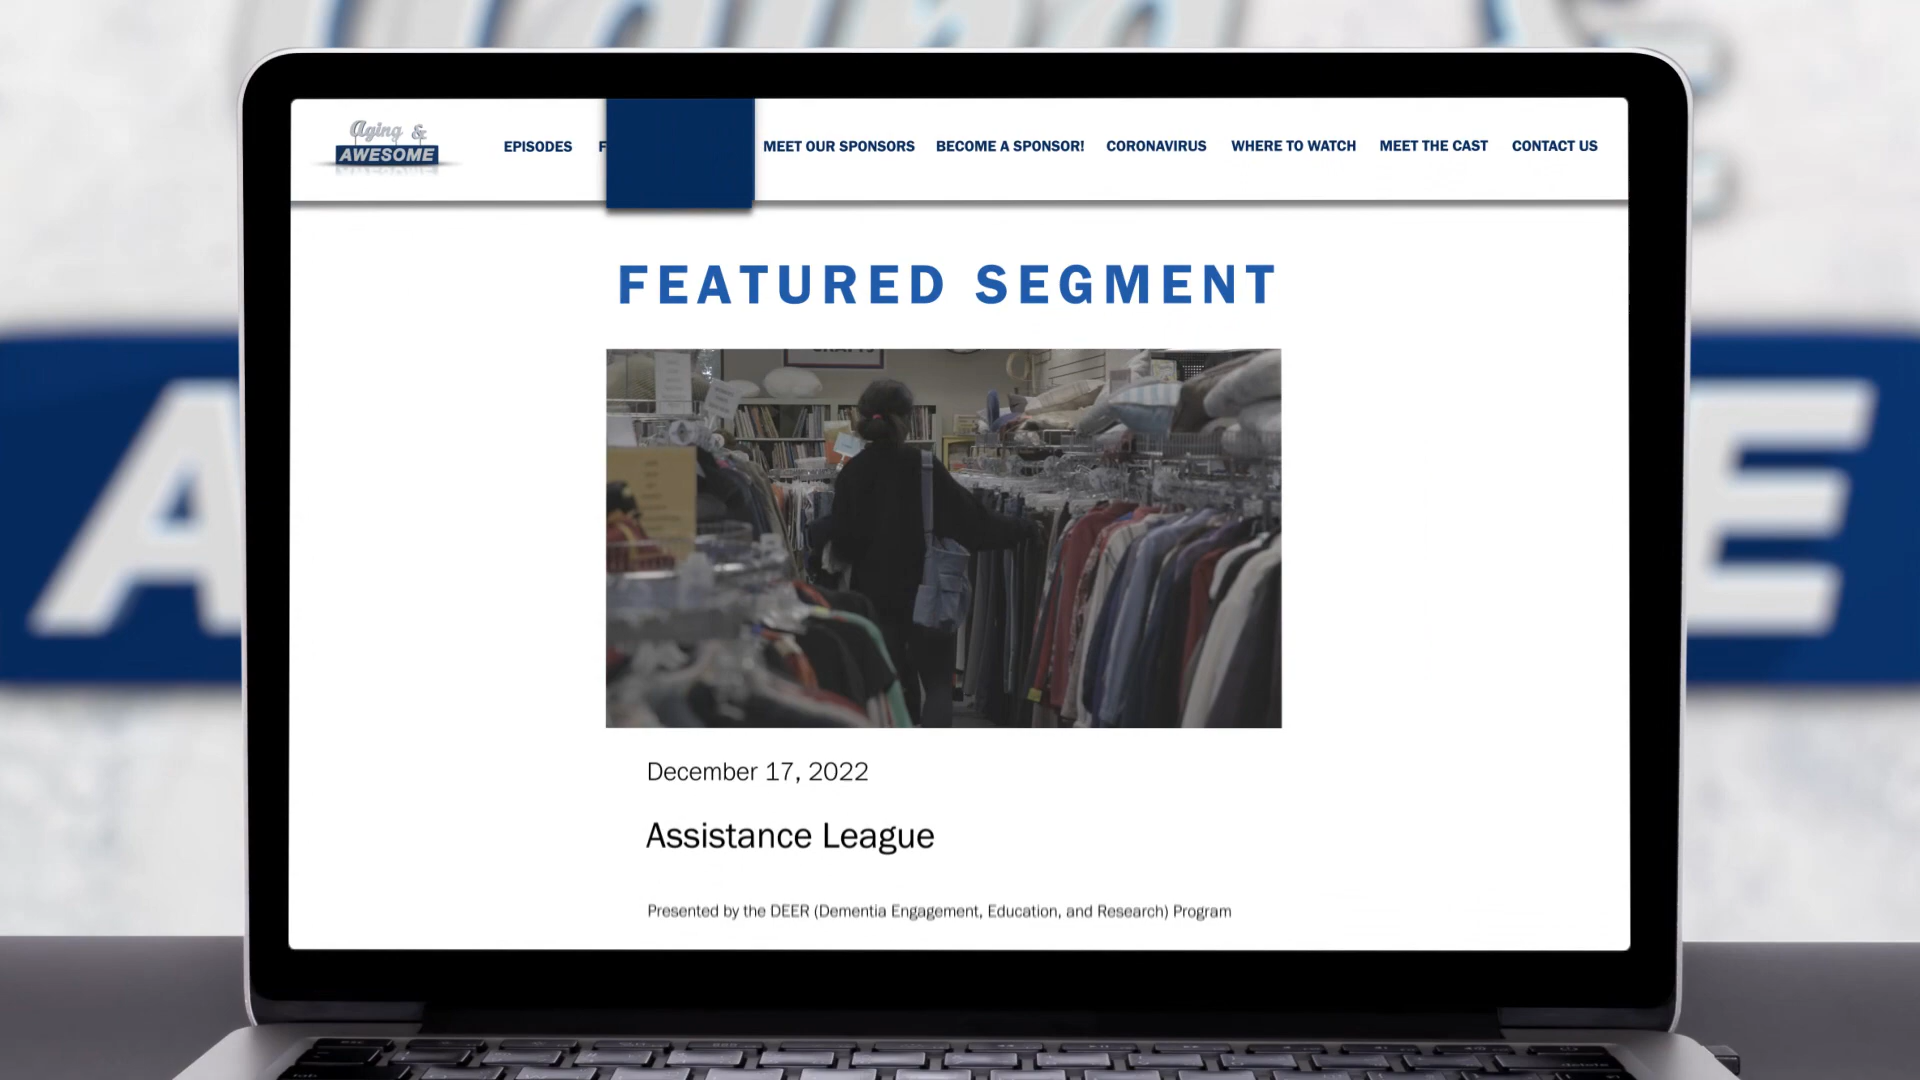 Aging &
AWESOME
EPISODES
MEET OUR SPONSORS
BECOME A SPONSOR!
CORONAVIRUS
WHERE TO WATCH
MEET THE CAST
CONTACT US
FEATURED SEGMENT
December 17, 2022
Assistance League
Presented by the DEER (Dementia Engagement, Education, and Research) Program